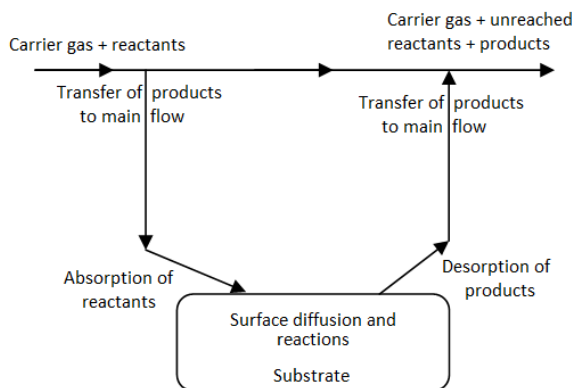 Carrier gas + reactants
Carrier gas + unreached
reactants + products
Transfer of products
to main flow
Transfer of products
to main flow
Absorption of
reactants
Desorption of
products
Surface diffusion and
reactions
Substrate